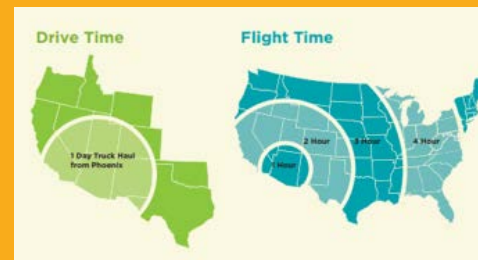 Drive Time
Flight Time
1 Day Truck Haul
from Phoenix
1 Hour
2 Hour
3 Hour
4 Hour